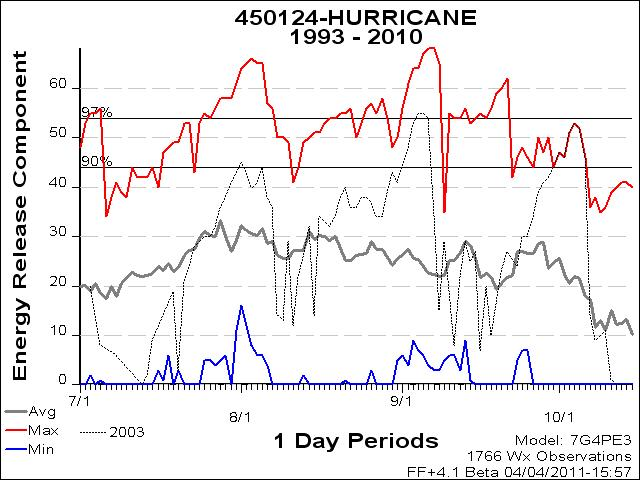 450124-HURRICANE
1993 - 2010
Energy Release Component
60
97%
50
90%
40
30
20
10
0
7/1
8/1
9/1
10/1
Avg
Max
Min
2003
1 Day Periods
Model: 7G4PE3
1766 Wx Observations
FF+4.1 Beta 04/04/2011-15:57